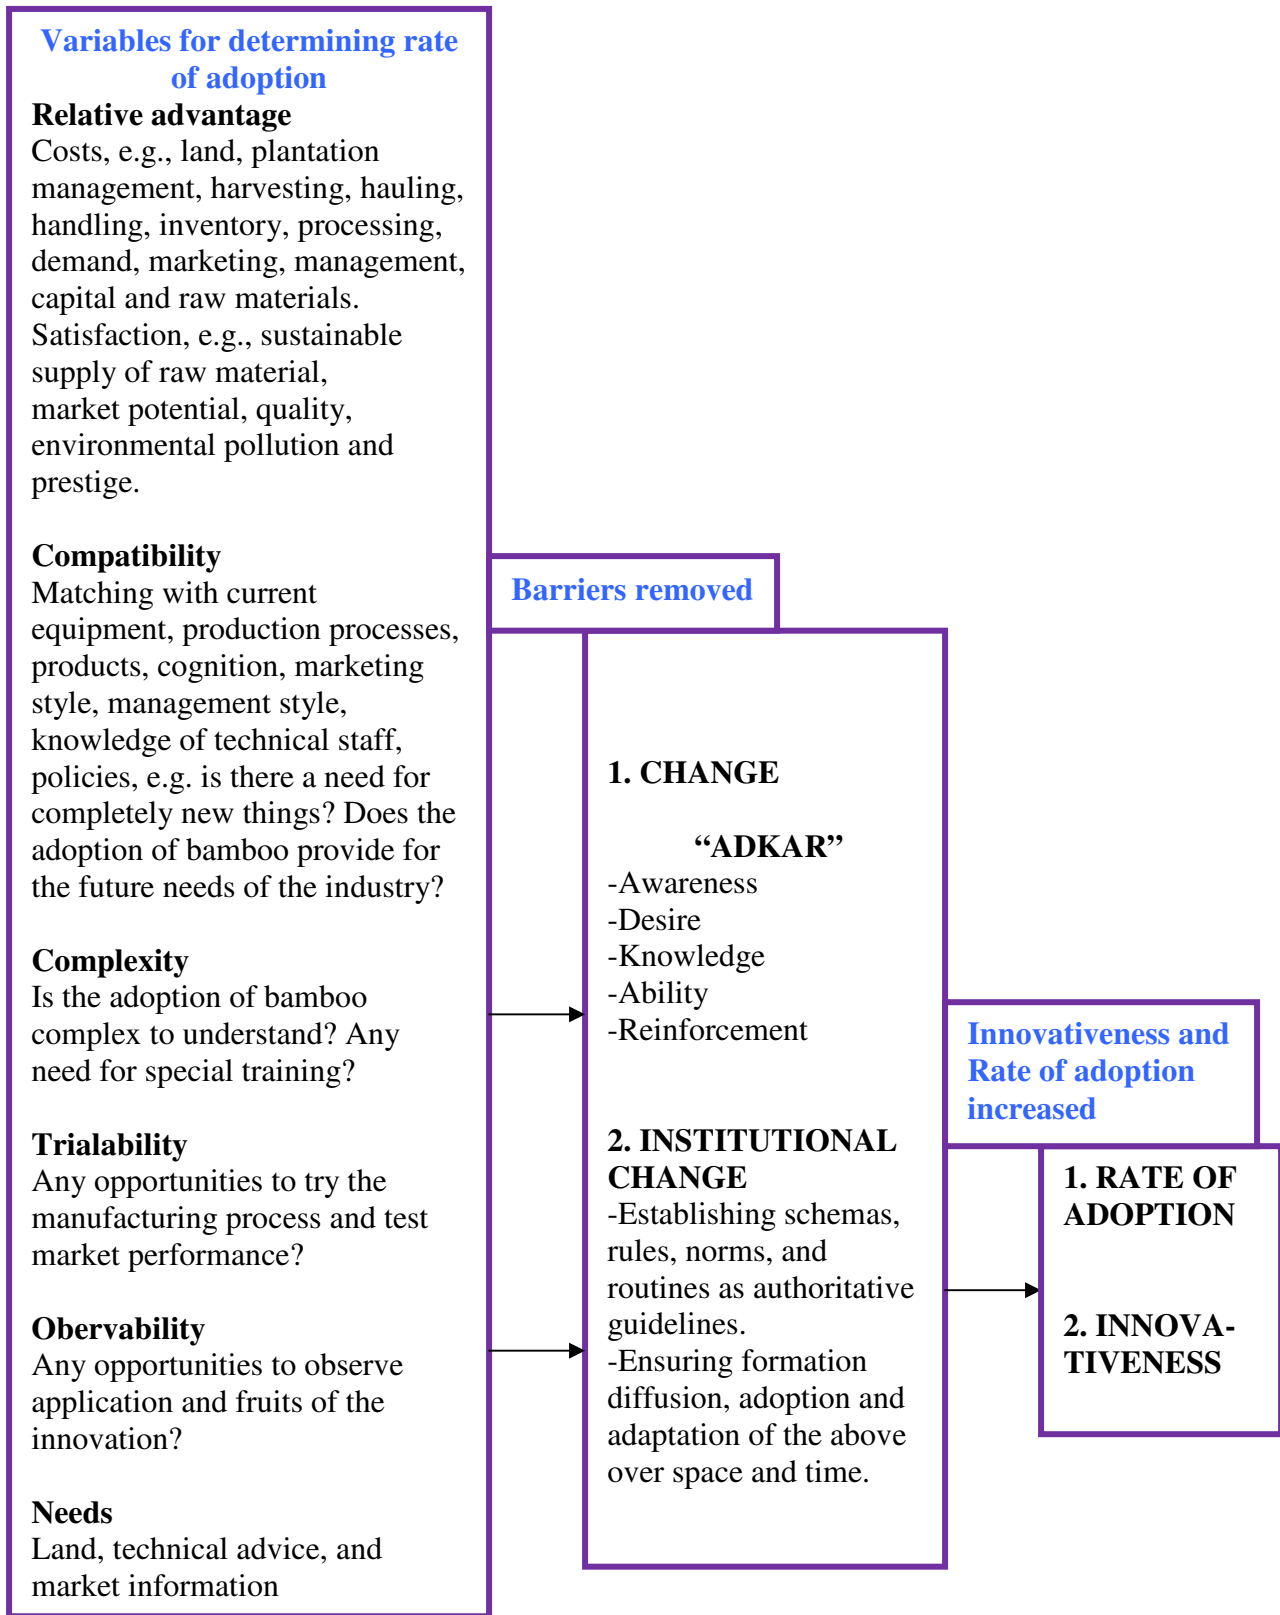 Variables for determining rate
of adoption
Relative advantage
Costs, e.g., land, plantation
management, harvesting, hauling,
handling, inventory, processing,
demand, marketing, management,
capital and raw materials.
Satisfaction, e.g., sustainable
supply of raw material,
market potential, quality,
environmental pollution and
prestige.
Compatibility
Matching with current
equipment, production processes,
products, cognition, marketing
style, management style,
knowledge of technical staff,
policies, e.g. is there a need for
completely new things? Does the
adoption of bamboo provide for
the future needs of the industry?
Complexity
Is the adoption of bamboo
complex to understand? Any
need for special training?
Trialability
Any opportunities to try the
manufacturing process and test
market performance?
Obervability
Any opportunities to observe
application and fruits of the
innovation?
Needs
Land, technical advice, and
market information
Barriers removed
1. CHANGE
“ADKAR”
-Awareness
-Desire
-Knowledge
-Ability
-Reinforcement
2. INSTITUTIONAL
CHANGE
-Establishing schemas,
rules, norms, and
routines as authoritative
guidelines.
-Ensuring formation
diffusion, adoption and
adaptation of the above
over space and time.
Innovativeness and
Rate of adoption
increased
1. RATE OF
ADOPTION
2. INNOVA-
TIVENESS